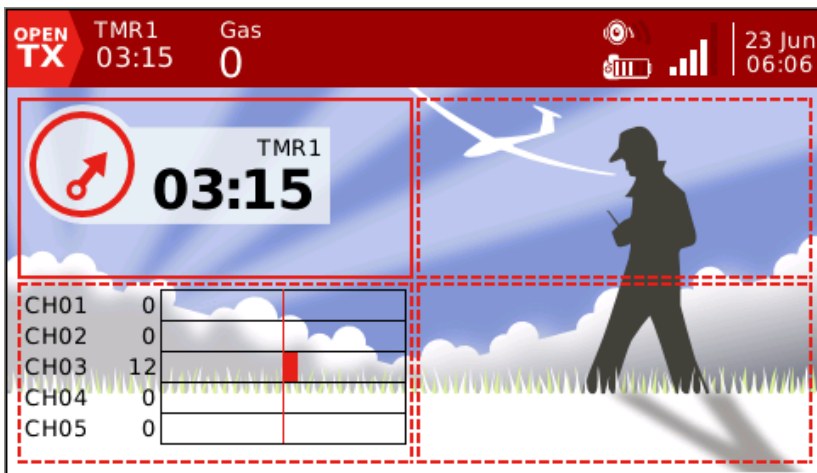 OPEN
TX
TMR1
03:15
Gas
0
23 Jun
06:06
TMR1
03:15
CH01 0
CH02 0
CH03 12
CH04 0
CH05 0